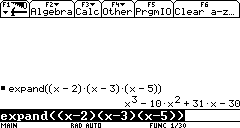 F1 F2 Algebra F3 Calc F4 Other F5 PrgmIO F6 Clear a-z…
▪ expand((x - 2)·(x - 3)·(x - 5))
x³ - 10·x² + 31·x - 30
expand((x-2)(x-3)(x-5))
MAIN RAD AUTO FUNC 1/30